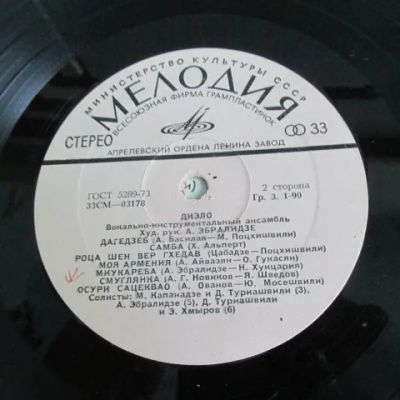 МИНИСТЕРСТВО КУЛЬТУРЫ СССР
МЕЛОДИЯ
ВСЕСОЮЗНАЯ ФИРМА ГРАМПЛАСТИНОК
СТЕРЕО
33
АПРЕЛЕВСКИЙ ОРДЕНА ЛЕНИНА ЗАВОД
ГОСТ 5289-73
33СМ—03178
2 сторона
Гр. 3. 1-90
ДИЭЛО
Вокально-инструментальный ансамбль
Худ. рук. А. ЭБРАЛИДЗЕ
ДАГЕДЗЕБ (А. Басилая—М. Поцхишвили)
САМБА (Х. Альперт)
РОЦА ШЕН ВЕР ГХЕДАВ (Цабадзе—Поцхишвили)
МОЯ АРМЕНИЯ (А. Айвазян—О. Гукасян)
МИУКАРЕБА (А. Эбралидзе—К. Хунцария)
СМУГЛЯНКА (А. Г. Новиков—Я. Шведов)
ОСУРИ САЦЕКВАО (А. Ованов—Ю. Мосешвили)
Солисты: М. Капанадзе и Д. Туриашвили (3),
А. Эбралидзе (5), Д. Туриашвили
и Э. Хмыров (6)